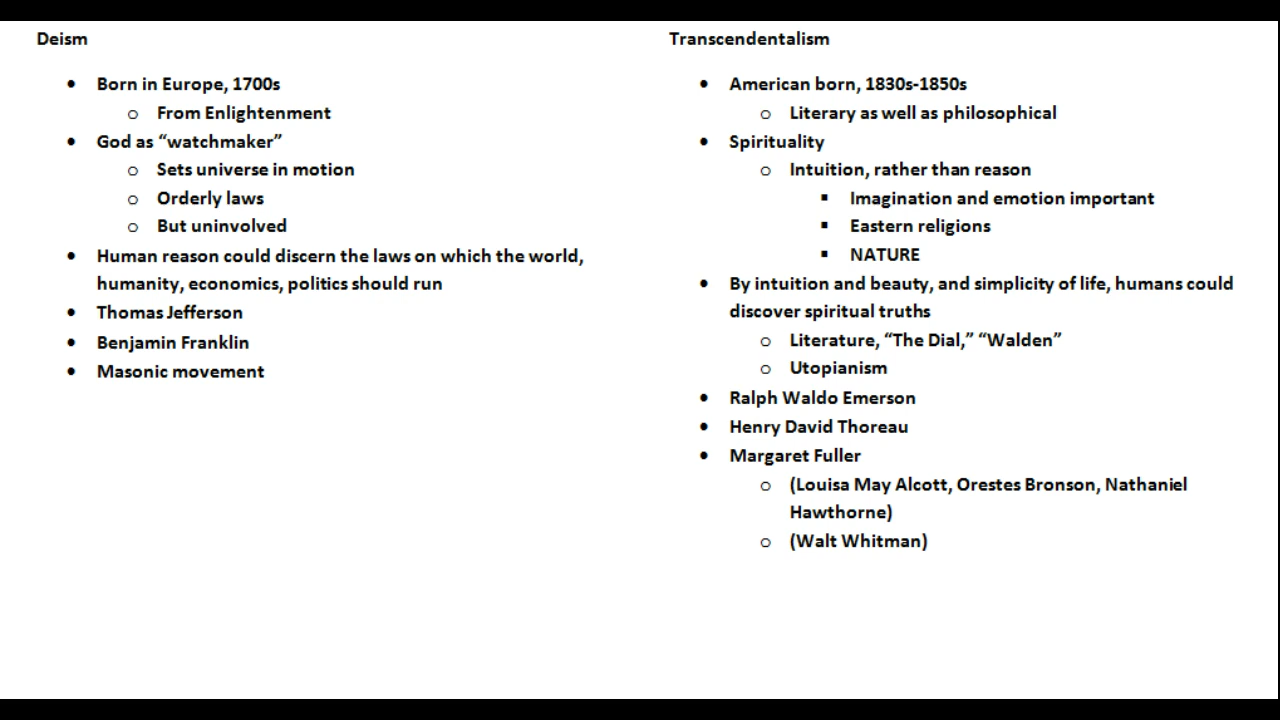 Deism
Born in Europe, 1700s
From Enlightenment
God as “watchmaker”
Sets universe in motion
Orderly laws
But uninvolved
Human reason could discern the laws on which the world,
humanity, economics, politics should run
Thomas Jefferson
Benjamin Franklin
Masonic movement
Transcendentalism
American born, 1830s-1850s
Literary as well as philosophical
Spirituality
Intuition, rather than reason
Imagination and emotion important
Eastern religions
NATURE
By intuition and beauty, and simplicity of life, humans could
discover spiritual truths
Literature, “The Dial,” “Walden”
Utopianism
Ralph Waldo Emerson
Henry David Thoreau
Margaret Fuller
(Louisa May Alcott, Orestes Bronson, Nathaniel
Hawthorne)
(Walt Whitman)